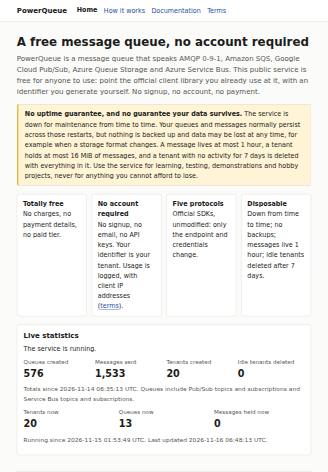 PowerQueue Home How it works Documentation Terms
A free message queue, no account required
PowerQueue is a message queue that speaks AMQP 0-9-1, Amazon SQS, Google
Cloud Pub/Sub, Azure Queue Storage and Azure Service Bus. This public service is
free for anyone to use: point the official client library you already use at it, with an
identifier you generate yourself. No signup, no account, no payment.
No uptime guarantee, and no guarantee your data survives. The service is
down for maintenance from time to time. Your queues and messages normally persist
across those restarts, but nothing is backed up and data may be lost at any time, for
example when a storage format changes. A message lives at most 1 hour, a tenant
holds at most 16 MB of messages, and a tenant with no activity for 7 days is deleted
with everything in it. Use the service for learning, testing, demonstrations and hobby
projects, never for anything you cannot afford to lose.
Totally free
No charges, no
payment details,
no paid tier.
No account
required
No signup, no
email, no API
keys. Your
identifier is your
tenant. Usage is
logged, with
client IP
addresses
(terms).
Five protocols
Official SDKs,
unmodified: only
the endpoint and
credentials
change.
Disposable
Down from time
to time; no
backups;
messages live 1
hour; idle tenants
deleted after 7
days.
Live statistics
The service is running.
Queues created Messages sent Tenants created Idle tenants deleted
576 1,533 20 0
Totals since 2026-11-14 08:35:13 UTC. Queues include Pub/Sub topics and subscriptions and
Service Bus topics and subscriptions.
Tenants now Queues now Messages held now
20 13 0
Running since 2026-11-15 01:53:49 UTC. Last updated 2026-11-16 06:48:13 UTC.